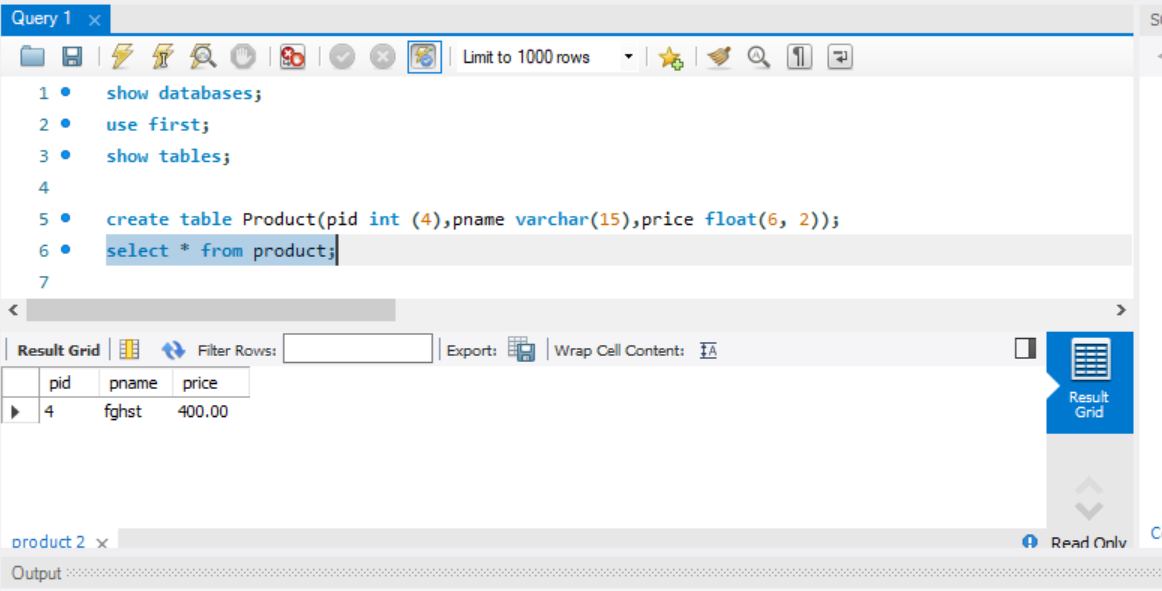 Query 1
Limit to 1000 rows
1 show databases;
2 use first;
3 show tables;
4
5 create table Product(pid int (4),pname varchar(15),price float(6, 2));
6 select * from product;
7
Result Grid Filter Rows: Export: Wrap Cell Content:
pid pname price
4 fghst 400.00
Result
Grid
product 2
Read Only
Output